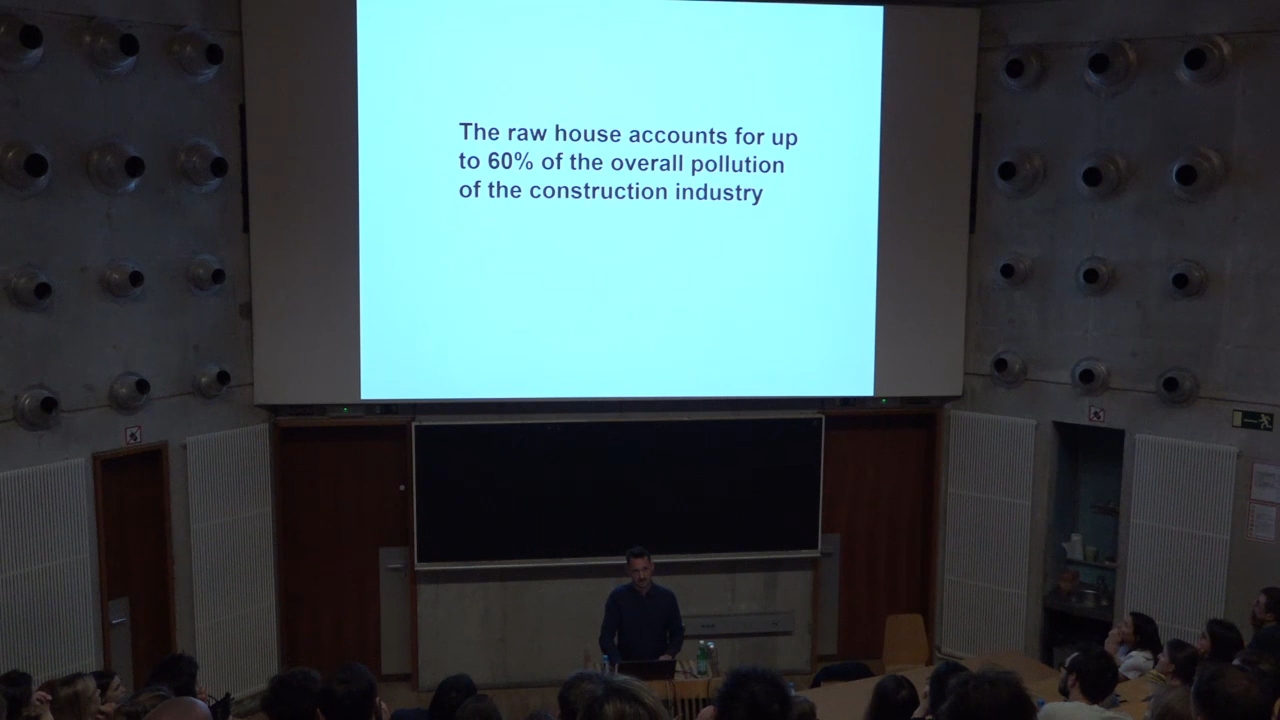 The raw house accounts for up
to 60% of the overall pollution
of the construction industry